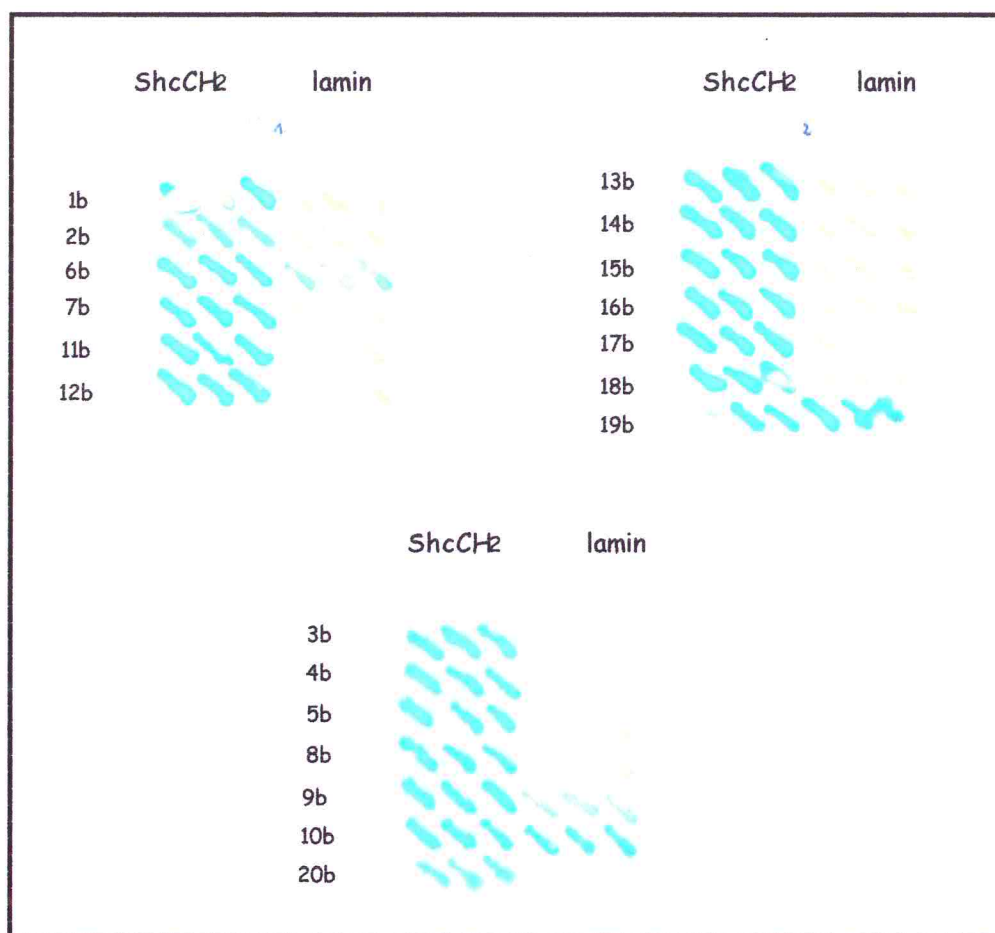 ShcCH2 lamin
1
1b
2b
6b
7b
11b
12b
ShcCH2 lamin
2
13b
14b
15b
16b
17b
18b
19b
ShcCH2 lamin
3b
4b
5b
8b
9b
10b
20b